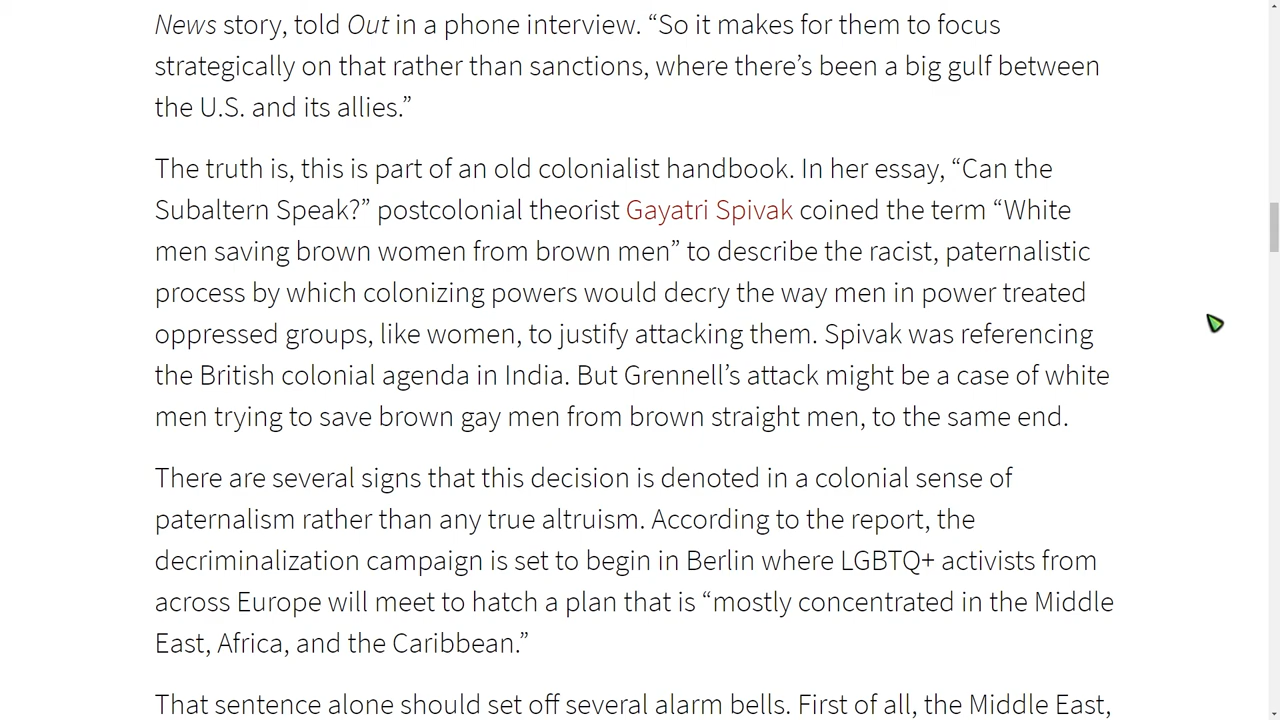 News story, told Out in a phone interview. “So it makes for them to focus
strategically on that rather than sanctions, where there’s been a big gulf between
the U.S. and its allies.”
The truth is, this is part of an old colonialist handbook. In her essay, “Can the
Subaltern Speak?” postcolonial theorist Gayatri Spivak coined the term “White
men saving brown women from brown men” to describe the racist, paternalistic
process by which colonizing powers would decry the way men in power treated
oppressed groups, like women, to justify attacking them. Spivak was referencing
the British colonial agenda in India. But Grennell’s attack might be a case of white
men trying to save brown gay men from brown straight men, to the same end.
There are several signs that this decision is denoted in a colonial sense of
paternalism rather than any true altruism. According to the report, the
decriminalization campaign is set to begin in Berlin where LGBTQ+ activists from
across Europe will meet to hatch a plan that is “mostly concentrated in the Middle
East, Africa, and the Caribbean.”
That sentence alone should set off several alarm bells. First of all, the Middle East,